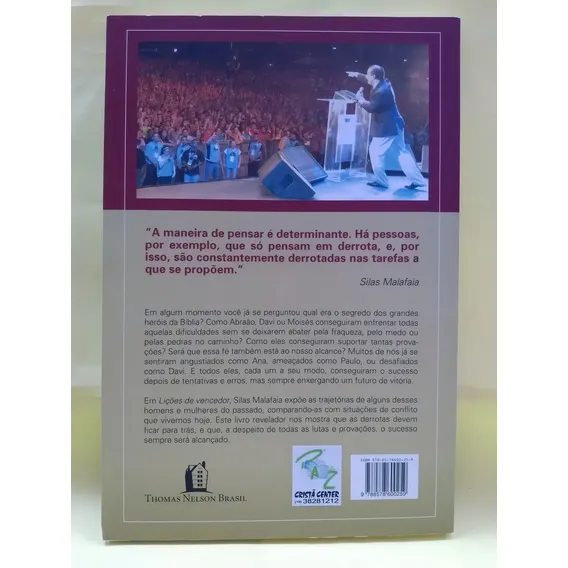 “A maneira de pensar é determinante. Há pessoas,
por exemplo, que só pensam em derrota, e, por
isso, são constantemente derrotadas nas tarefas a
que se propõem.”
Silas Malafaia
Em algum momento você já se perguntou qual era o segredo dos grandes
heróis da Bíblia? Como Abraão, Davi ou Moisés conseguiram enfrentar todas
aquelas dificuldades sem se deixarem abater pela fraqueza, pelo medo ou
pelas pedras no caminho? Como eles conseguiram suportar tantas prova-
ções? Será que essa fé também está ao nosso alcance? Muitos de nós já se
sentiram angustiados como Ana, ameaçados como Paulo, ou desafiados
como Davi. E todos eles, cada um a seu modo, conseguiram o sucesso
depois de tentativas e erros, mas sempre enxergando um futuro de vitória.
Em Lições de vencedor, Silas Malafaia expõe as trajetórias de alguns desses
homens e mulheres do passado, comparando-as com situações de conflito
que vivemos hoje. Este livro revelador nos mostra que as derrotas devem
ficar para trás, e que, a despeito de todas as lutas e provações, o sucesso
sempre será alcançado.
THOMAS NELSON BRASIL
PAZ
CRISTÃ CENTER
38281212
9 788578 600259